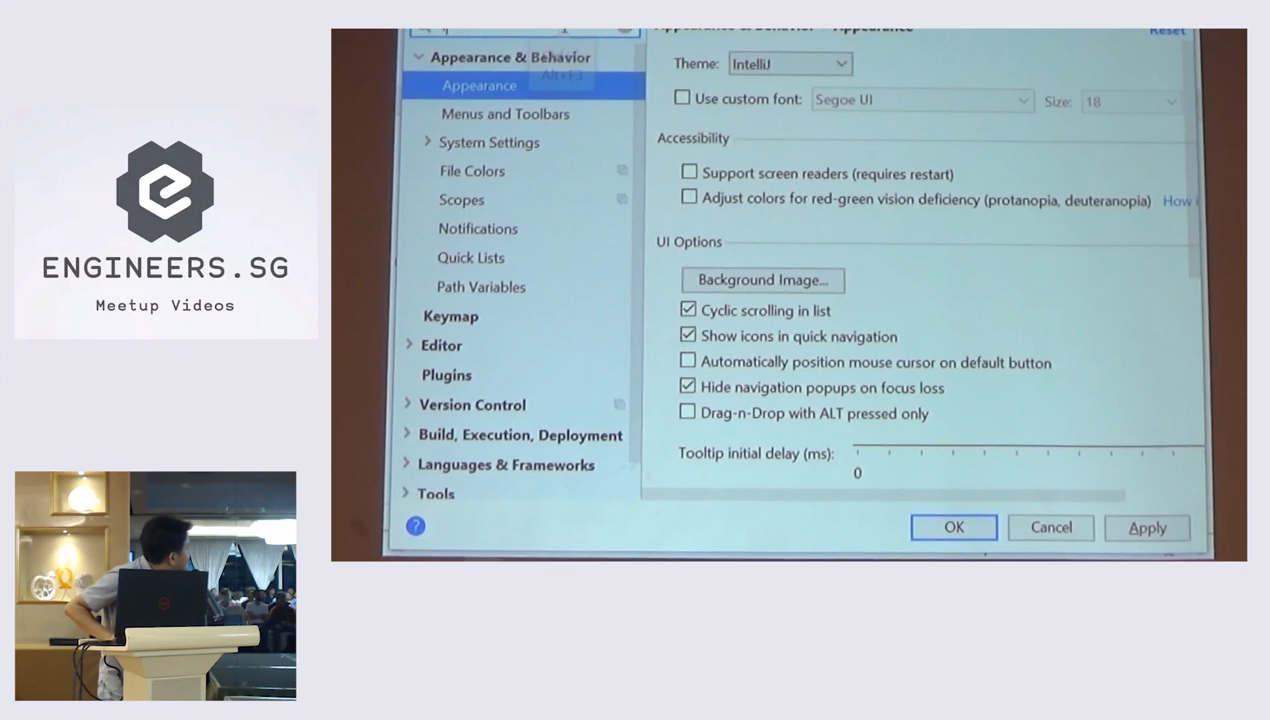 ENGINEERS.SG
Meetup Videos
Appearance & Behavior
Alt+F3
Appearance
Menus and Toolbars
System Settings
File Colors
Scopes
Notifications
Quick Lists
Path Variables
Keymap
Editor
Plugins
Version Control
Build, Execution, Deployment
Languages & Frameworks
Tools
?
Appearance & Behavior Appearance
Reset
Theme: IntelliJ
Use custom font: Segoe UI Size: 18
Accessibility
Support screen readers (requires restart)
Adjust colors for red-green vision deficiency (protanopia, deuteranopia) How
UI Options
Background Image...
Cyclic scrolling in list
Show icons in quick navigation
Automatically position mouse cursor on default button
Hide navigation popups on focus loss
Drag-n-Drop with ALT pressed only
Tooltip initial delay (ms):
0
OK Cancel Apply